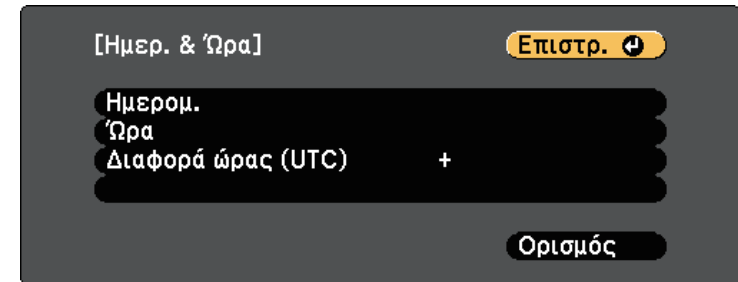 [Ημερ. & Ώρα] Επιστρ.
Ημερομ.
Ώρα
Διαφορά ώρας (UTC) +
Ορισμός